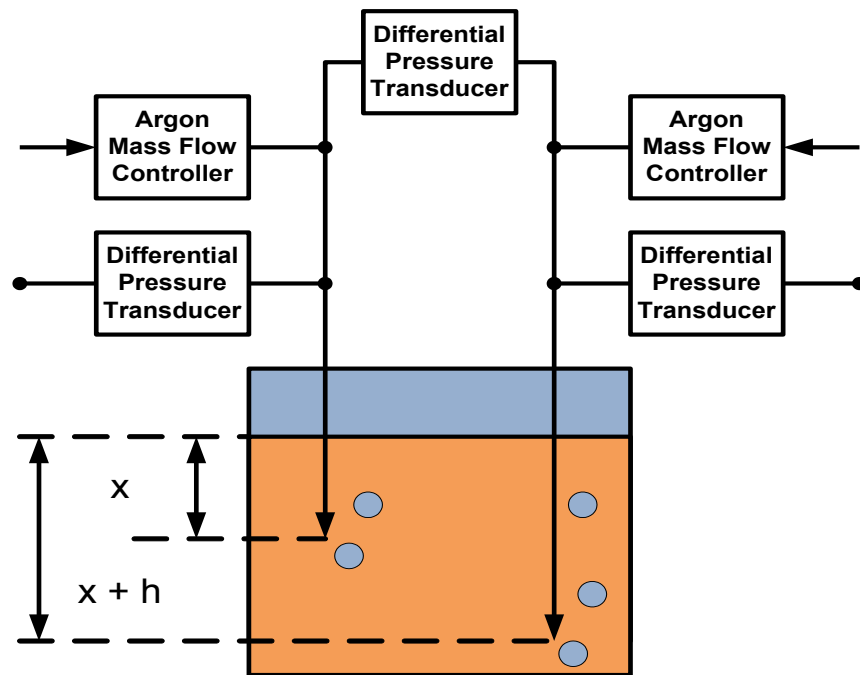 Differential
Pressure
Transducer
Argon
Mass Flow
Controller
Argon
Mass Flow
Controller
Differential
Pressure
Transducer
Differential
Pressure
Transducer
x
x + h